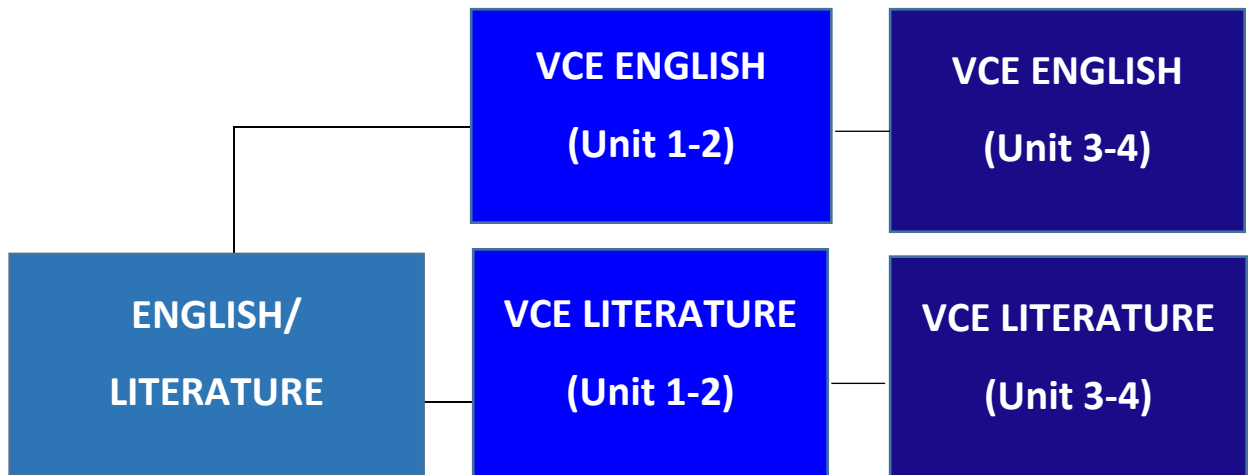 VCE ENGLISH
(Unit 1-2)
VCE ENGLISH
(Unit 3-4)
ENGLISH/
LITERATURE
VCE LITERATURE
(Unit 1-2)
VCE LITERATURE
(Unit 3-4)